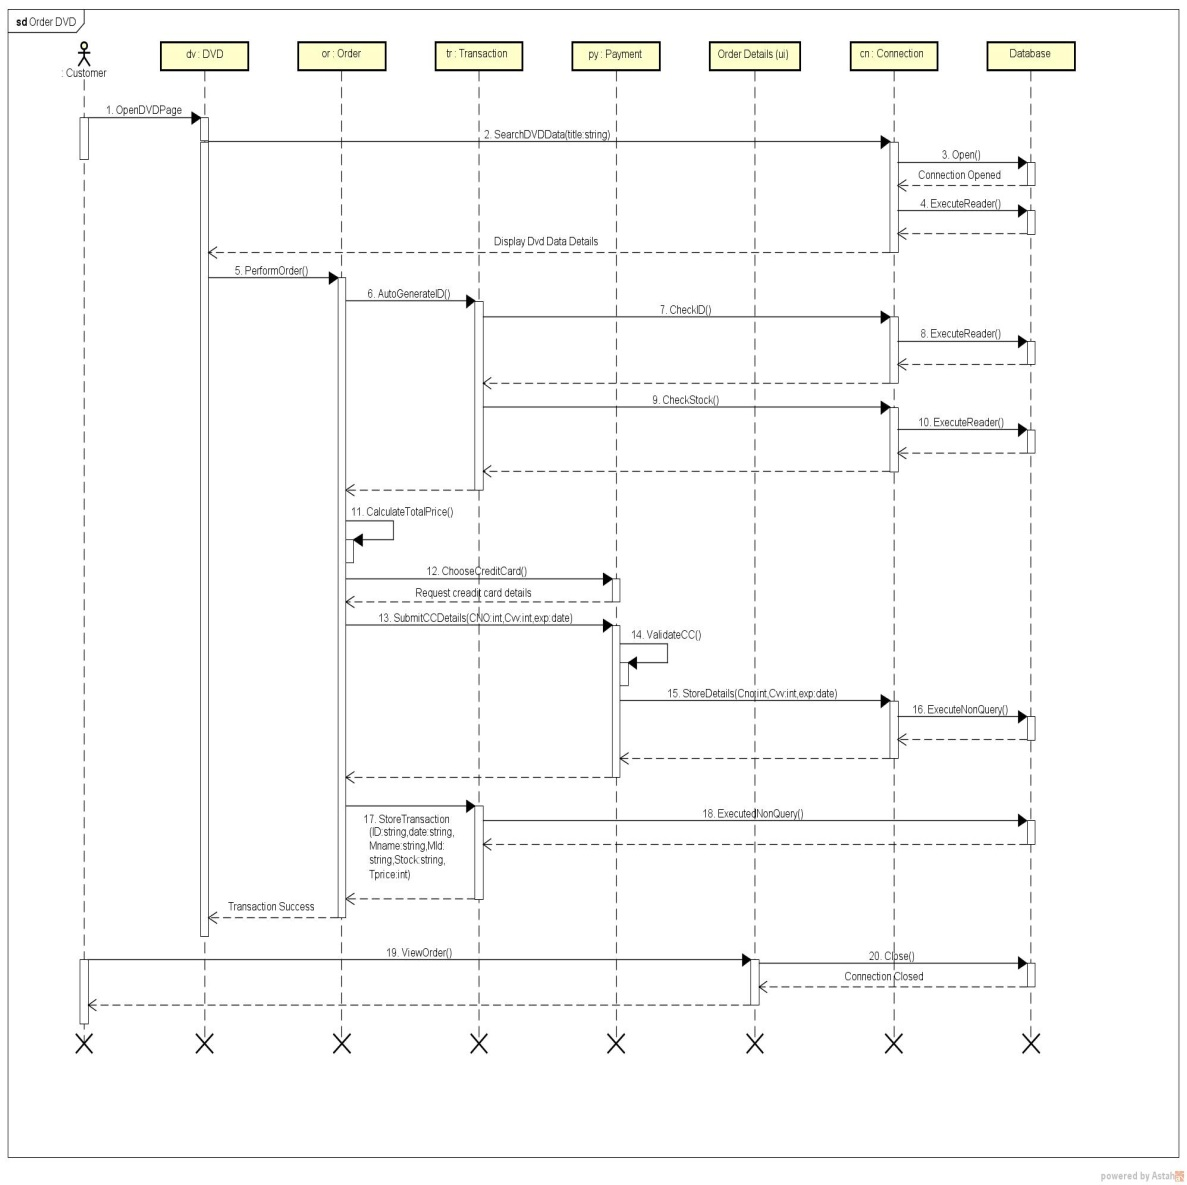 sd Order DVD
: Customer
dv : DVD
or : Order
tr : Transaction
py : Payment
Order Details (ui)
cn : Connection
Database
1. OpenDVDPage
2. SearchDVDData(title:string)
3. Open()
Connection Opened
4. ExecuteReader()
Display Dvd Data Details
5. PerformOrder()
6. AutoGenerateID()
7. CheckID()
8. ExecuteReader()
9. CheckStock()
10. ExecuteReader()
11. CalculateTotalPrice()
12. ChooseCreditCard()
Request creadit card details
13. SubmitCCDetails(CNO:int,Cvv:int,exp:date)
14. ValidateCC()
15. StoreDetails(Cno:int,Cvv:int,exp:date)
16. ExecuteNonQuery()
17. StoreTransaction
(ID:string,date:string,
Mname:string,MId:
string,Stock:string,
Tprice:int)
18. ExecutedNonQuery()
Transaction Success
19. ViewOrder()
20. Close()
Connection Closed
powered by Astah